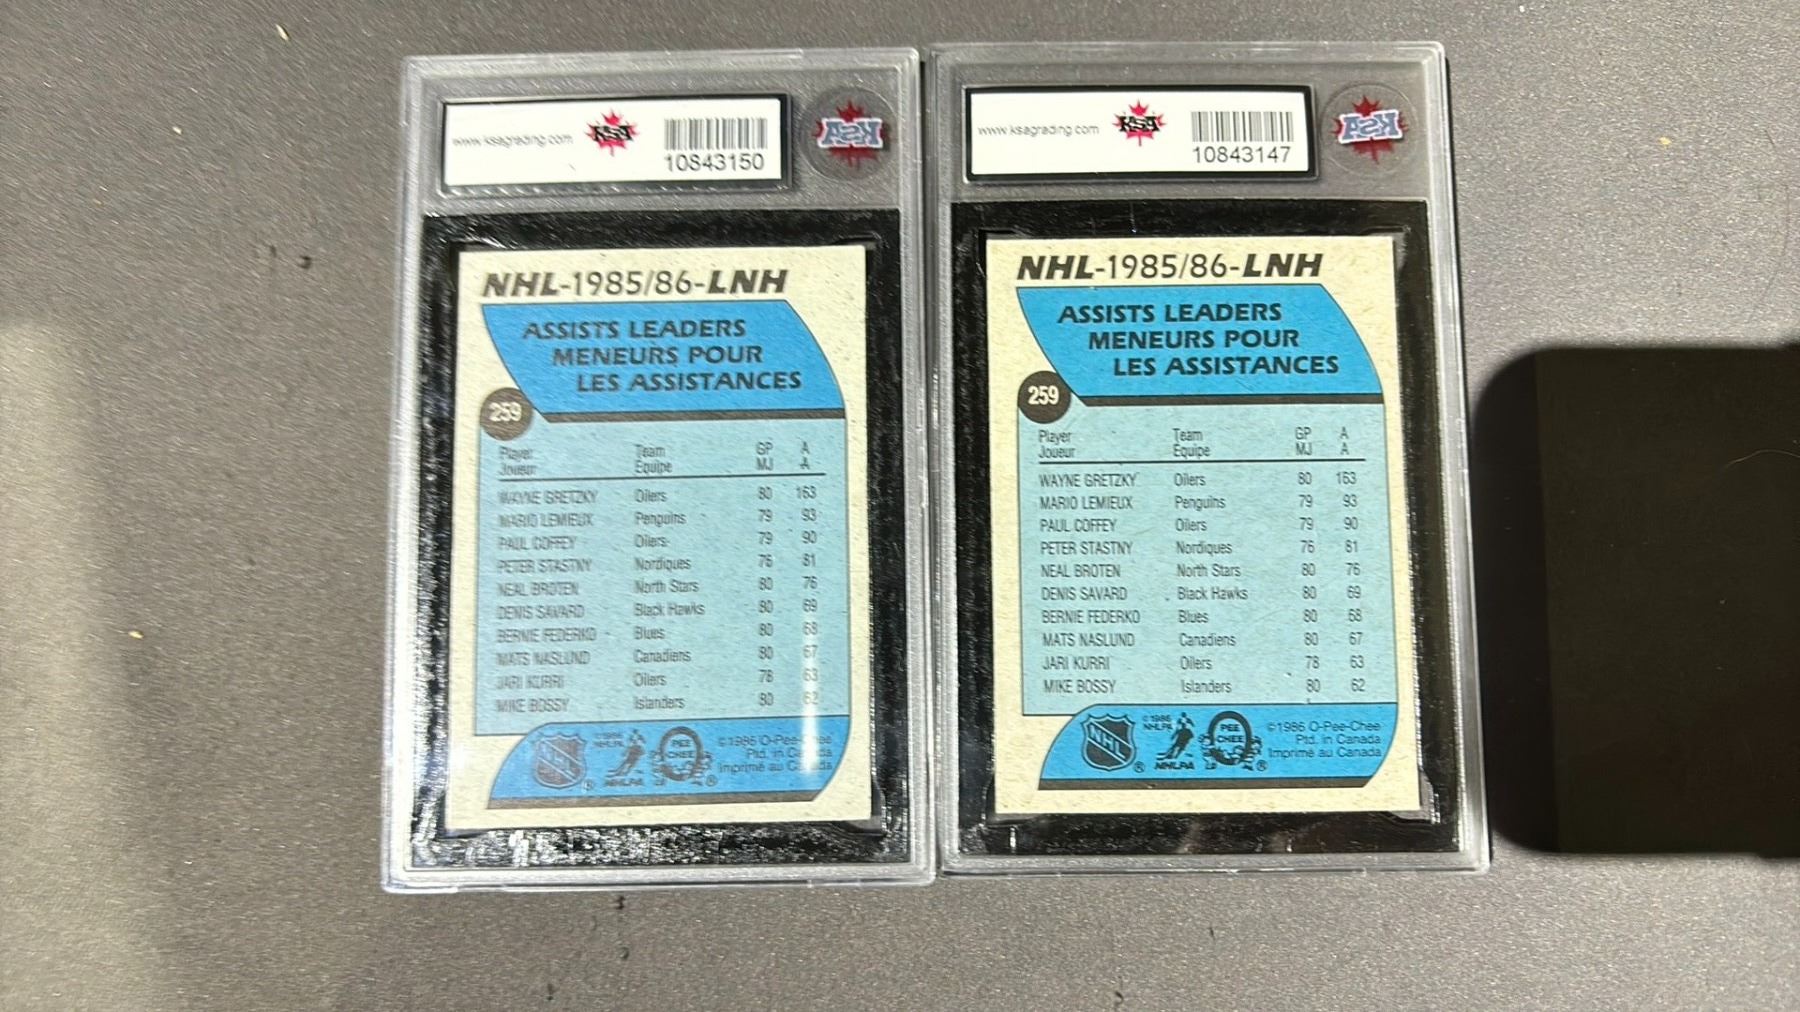 www.ksagrading.com
KSA
10843150
KSA
NHL-1985/86-LNH
ASSISTS LEADERS
MENEURS POUR
LES ASSISTANCES
259
Player Team GP A
Joueur Équipe MJ A
WAYNE GRETZKY Oilers 80 163
MARIO LEMIEUX Penguins 79 93
PAUL COFFEY Oilers 79 90
PETER STASTNY Nordiques 76 81
NEAL BROTEN North Stars 80 76
DENIS SAVARD Black Hawks 80 69
BERNIE FEDERKO Blues 80 68
MATS NASLUND Canadiens 80 67
JARI KURRI Oilers 78 63
MIKE BOSSY Islanders 80 62
NHL ®
©1986
NHLPA
NHLPA
O PEE
CHEE
®
©1986 O-Pee-Chee
Ptd. in Canada
Imprimé au Canada
www.ksagrading.com
KSA
10843147
KSA
NHL-1985/86-LNH
ASSISTS LEADERS
MENEURS POUR
LES ASSISTANCES
259
Player Team GP A
Joueur Équipe MJ A
WAYNE GRETZKY Oilers 80 163
MARIO LEMIEUX Penguins 79 93
PAUL COFFEY Oilers 79 90
PETER STASTNY Nordiques 76 81
NEAL BROTEN North Stars 80 76
DENIS SAVARD Black Hawks 80 69
BERNIE FEDERKO Blues 80 68
MATS NASLUND Canadiens 80 67
JARI KURRI Oilers 78 63
MIKE BOSSY Islanders 80 62
NHL ®
©1986
NHLPA
NHLPA
O PEE
CHEE
®
©1986 O-Pee-Chee
Ptd. in Canada
Imprimé au Canada